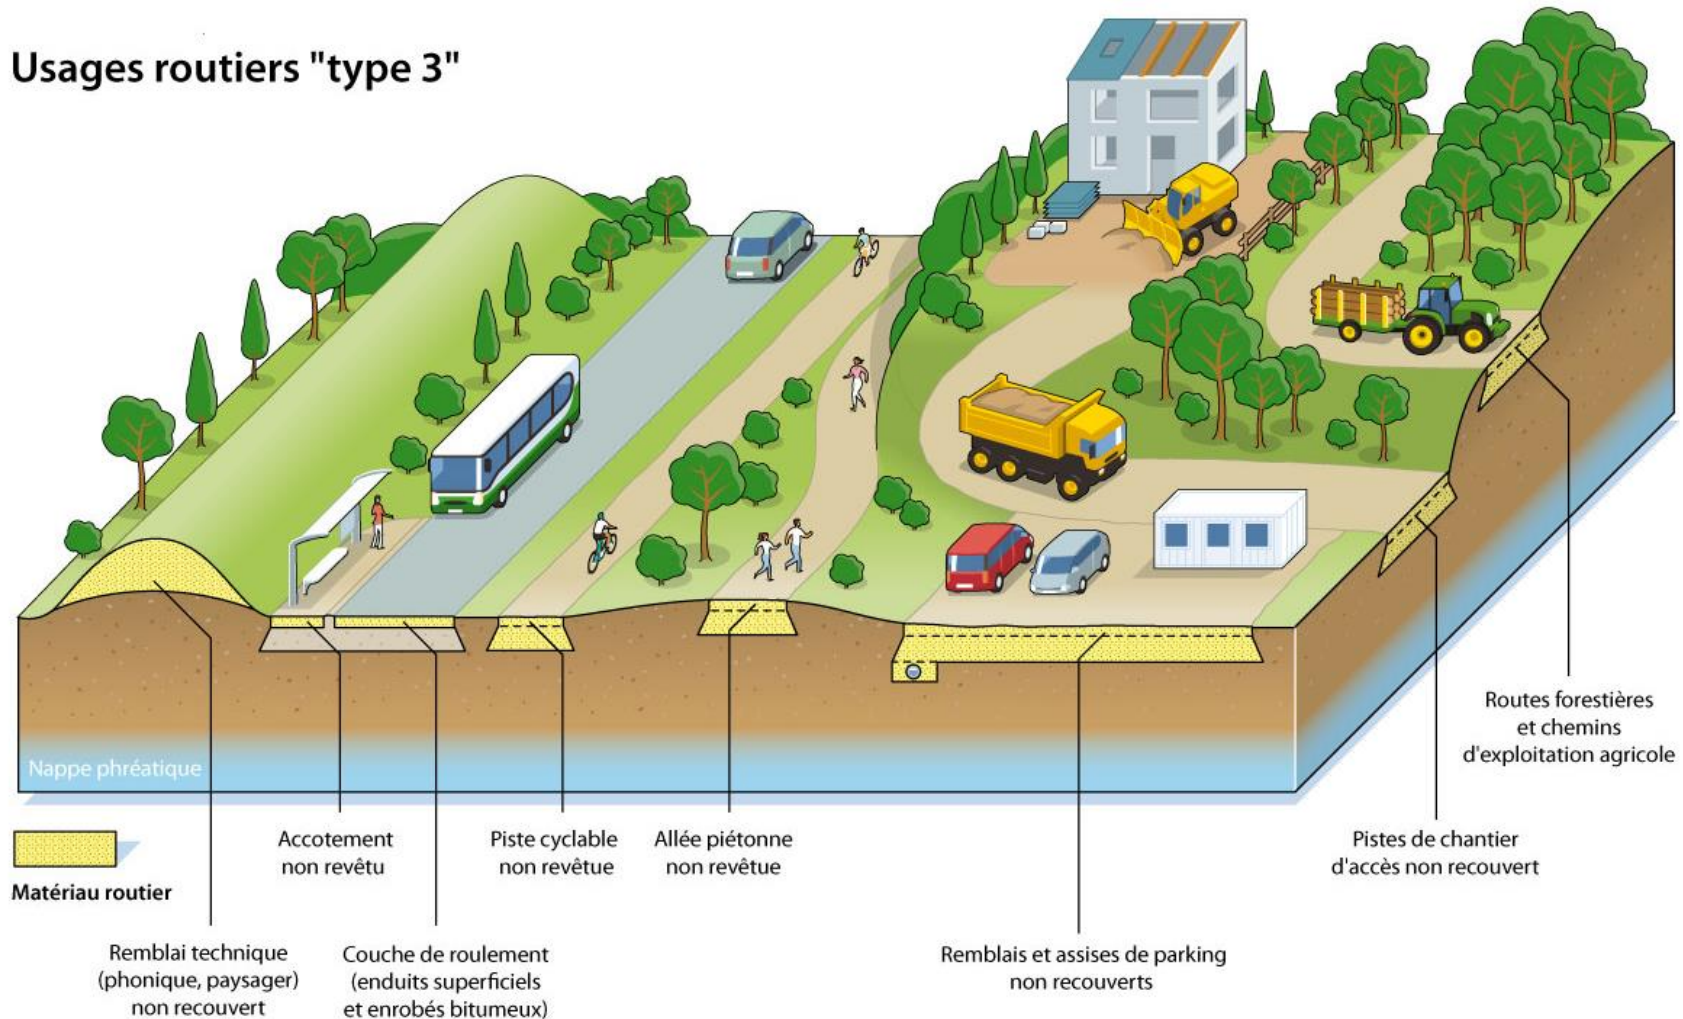 Usages routiers "type 3"
Nappe phréatique
Matériau routier
Remblai technique
(phonique, paysager)
non recouvert
Accotement
non revêtu
Couche de roulement
(enduits superficiels
et enrobés bitumeux)
Piste cyclable
non revêtue
Allée piétonne
non revêtue
Remblais et assises de parking
non recouverts
Pistes de chantier
d'accès non recouvert
Routes forestières
et chemins
d'exploitation agricole